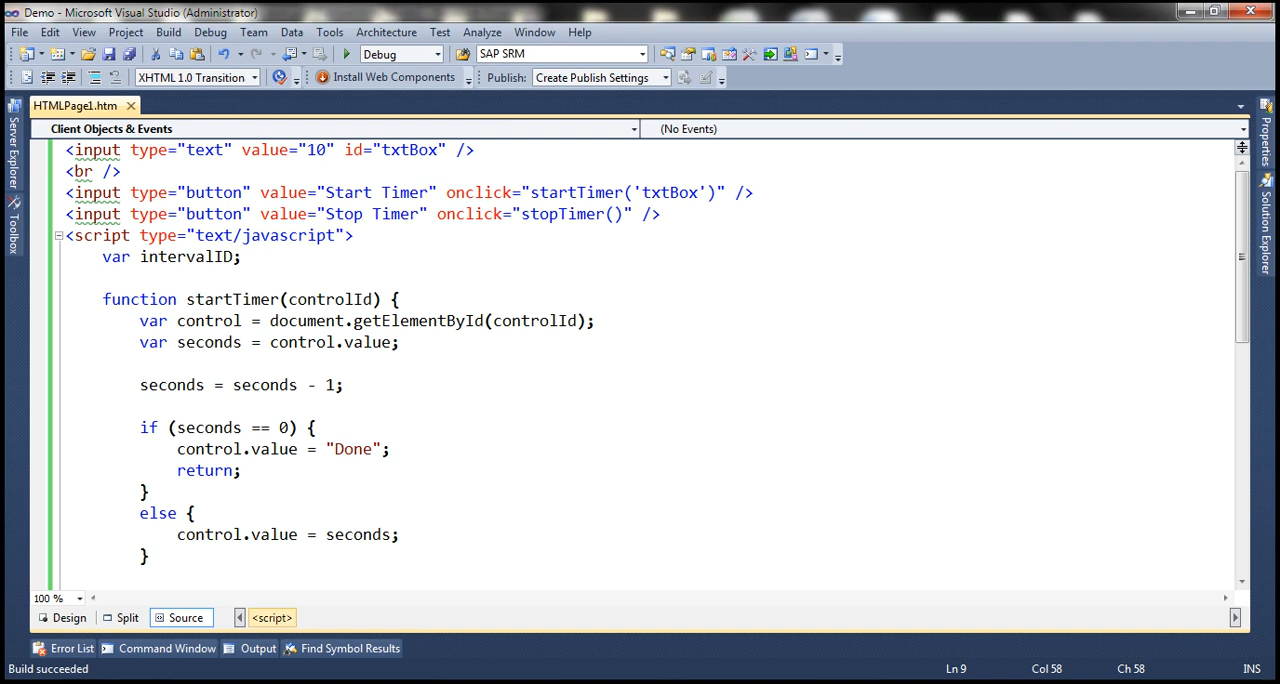 Demo - Microsoft Visual Studio (Administrator)
File Edit View Project Build Debug Team Data Tools Architecture Test Analyze Window Help
Debug SAP SRM
XHTML 1.0 Transition Install Web Components Publish: Create Publish Settings
HTMLPage1.htm
Client Objects & Events (No Events)
Server Explorer
Toolbox
Properties
Solution Explorer
<input type="text" value="10" id="txtBox" />
<br />
<input type="button" value="Start Timer" onclick="startTimer('txtBox')" />
<input type="button" value="Stop Timer" onclick="stopTimer()" />
<script type="text/javascript">
var intervalID;
function startTimer(controlId) {
var control = document.getElementById(controlId);
var seconds = control.value;
seconds = seconds - 1;
if (seconds == 0) {
control.value = "Done";
return;
}
else {
control.value = seconds;
}
100 %
Design Split Source <script>
Error List Command Window Output Find Symbol Results
Build succeeded Ln 9 Col 58 Ch 58 INS